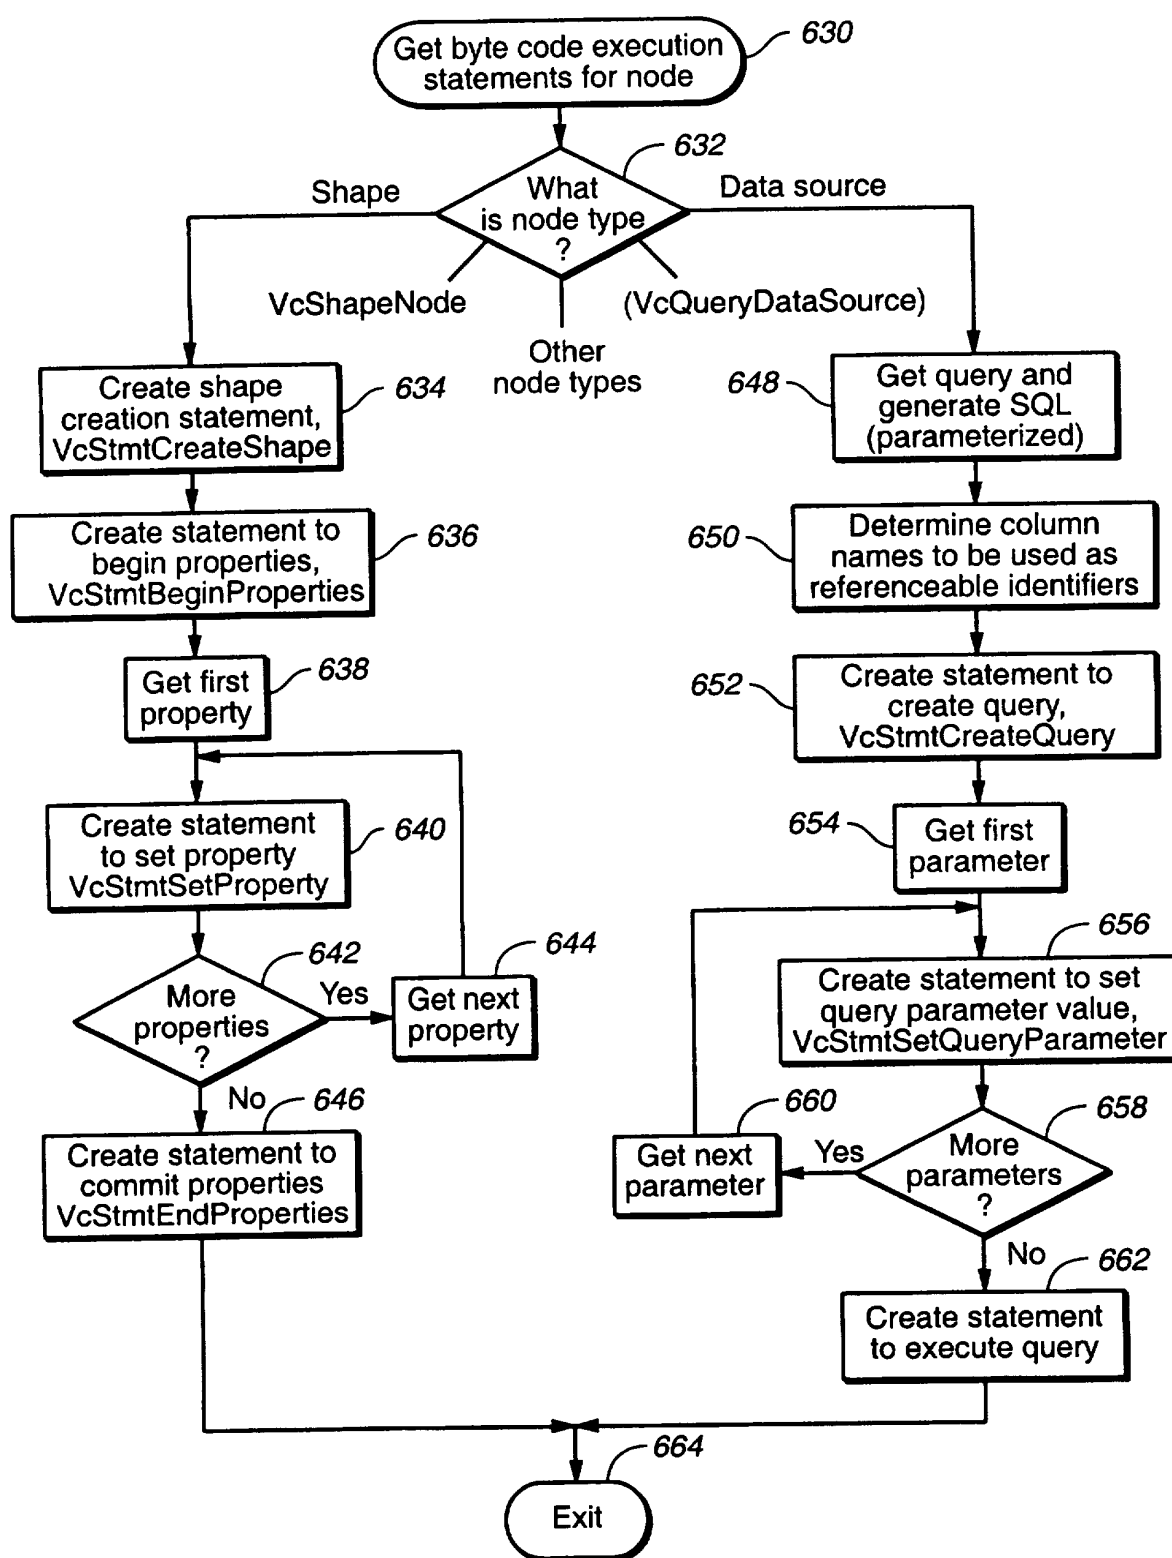 Get byte code execution
statements for node
630
632
What
is node type
?
Shape
Data source
VcShapeNode
(VcQueryDataSource)
Other
node types
Create shape
creation statement,
VcStmtCreateShape
634
Create statement to
begin properties,
VcStmtBeginProperties
636
Get first
property
638
Create statement
to set property
VcStmtSetProperty
640
More
properties
?
642
Yes
Get next
property
644
No
646
Create statement to
commit properties
VcStmtEndProperties
648
Get query and
generate SQL
(parameterized)
650
Determine column
names to be used as
referenceable identifiers
652
Create statement to
create query,
VcStmtCreateQuery
654
Get first
parameter
656
Create statement to set
query parameter value,
VcStmtSetQueryParameter
658
More
parameters
?
Yes
660
Get next
parameter
No
662
Create statement
to execute query
664
Exit